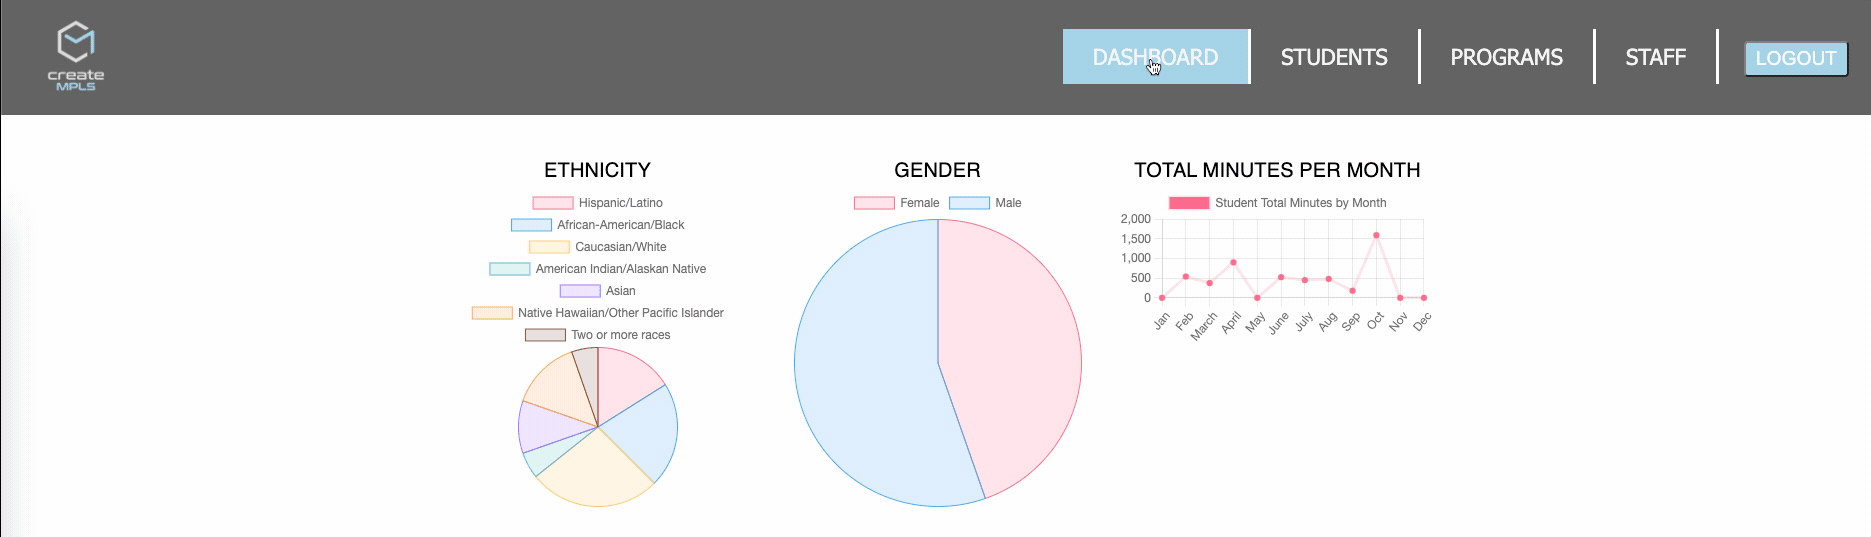 create
MPLS
DASHBOARD
STUDENTS
PROGRAMS
STAFF
LOGOUT
ETHNICITY
Hispanic/Latino
African-American/Black
Caucasian/White
American Indian/Alaskan Native
Asian
Native Hawaiian/Other Pacific Islander
Two or more races
GENDER
Female Male
TOTAL MINUTES PER MONTH
Student Total Minutes by Month
2,000
1,500
1,000
500
0
Jan Feb March April May June July Aug Sep Oct Nov Dec